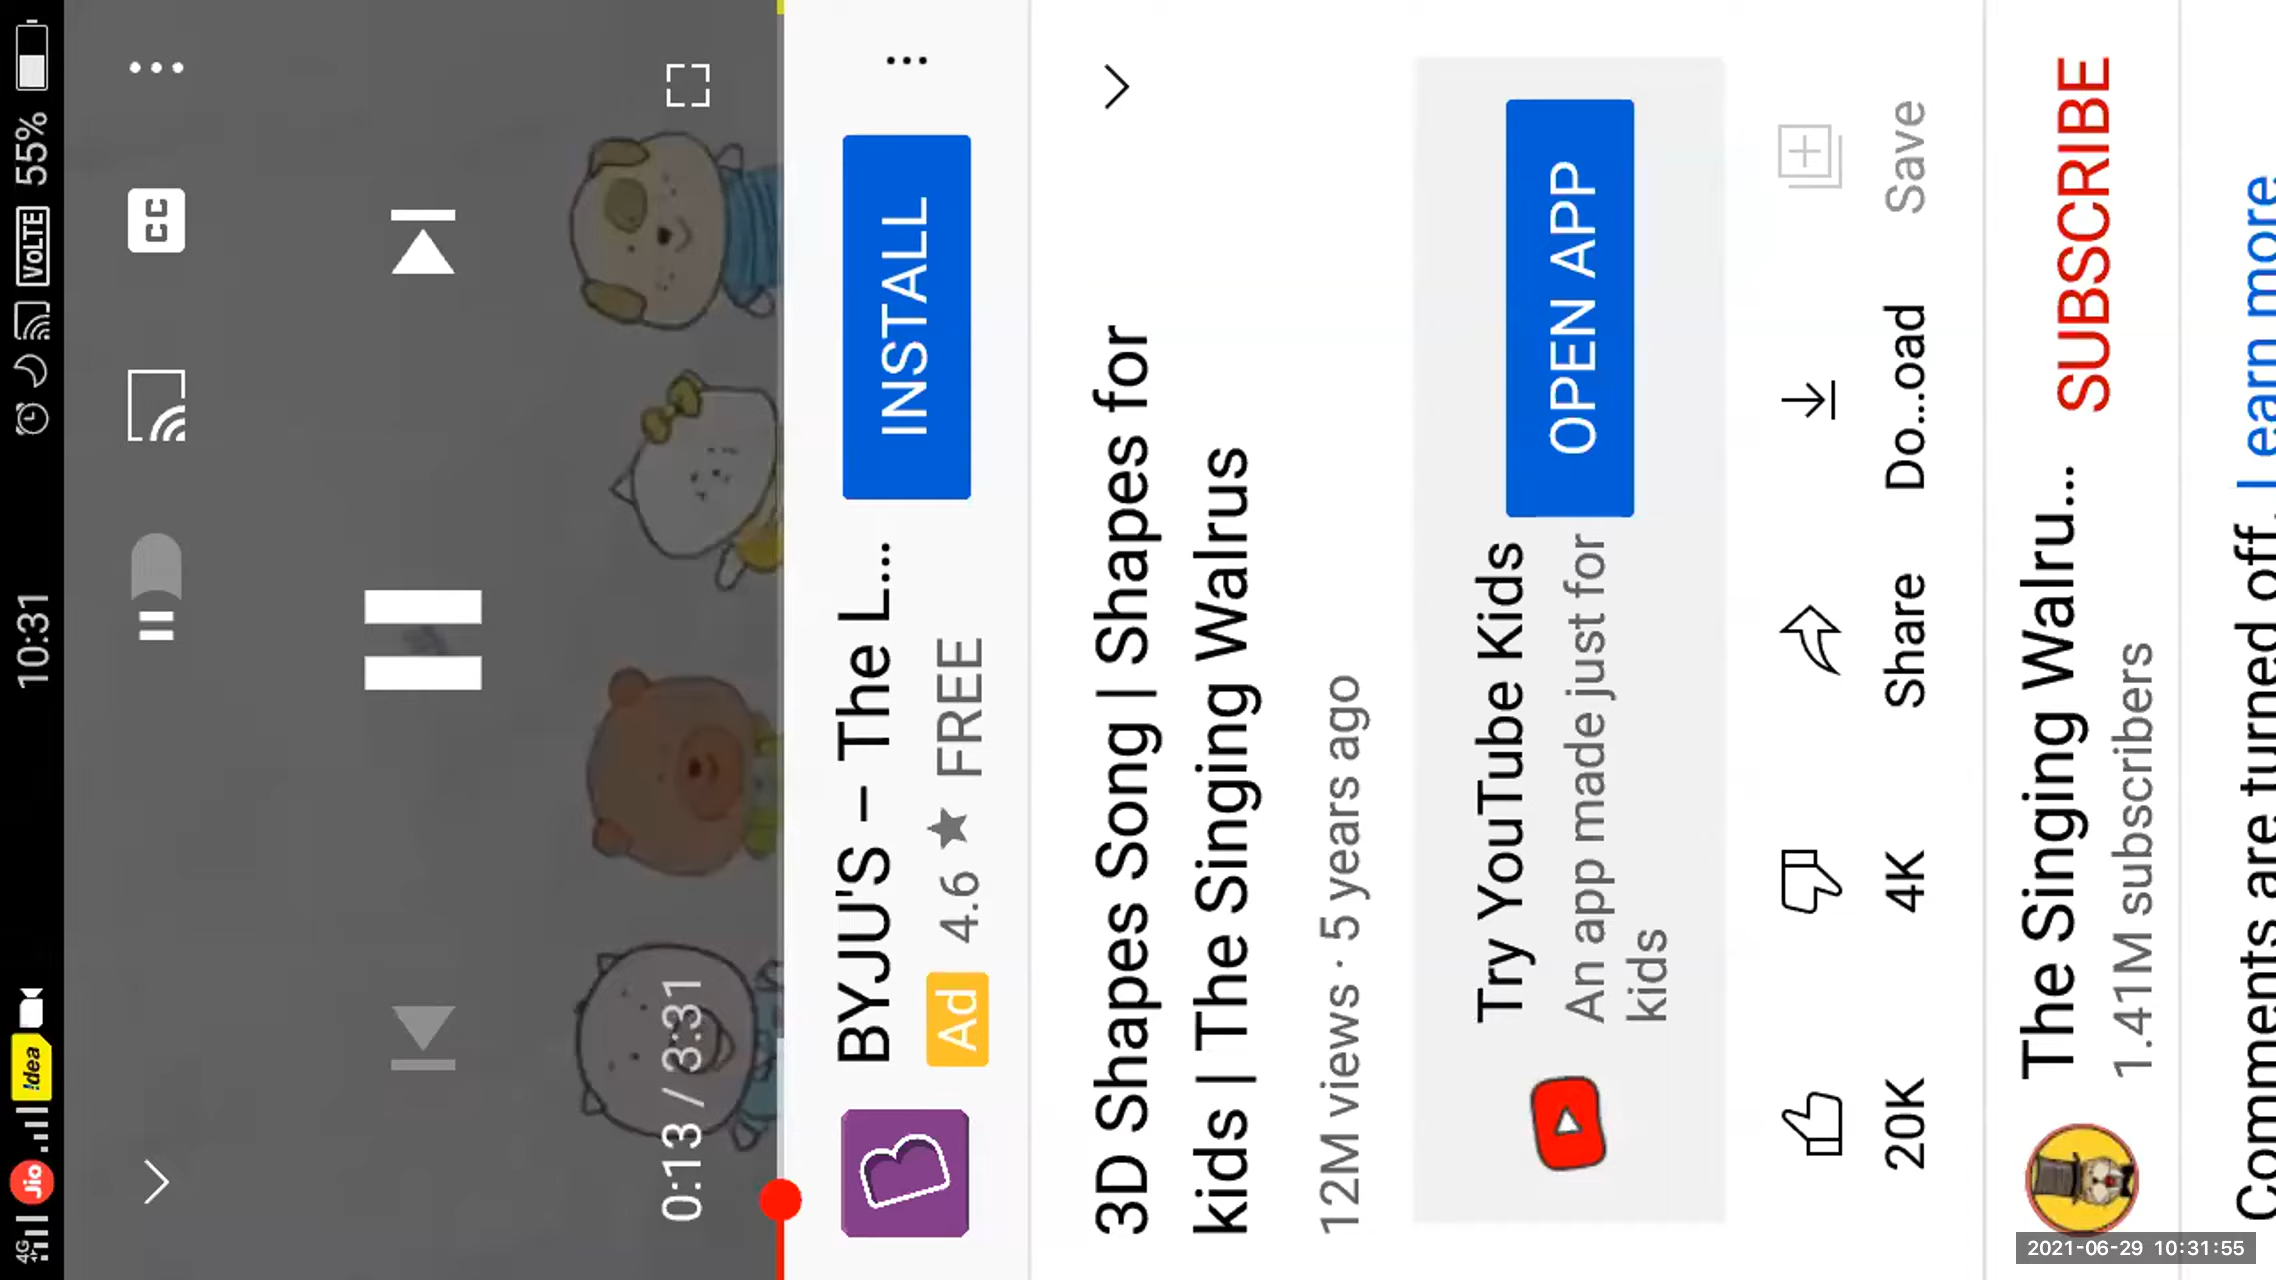 4G
Jio
!dea
10:31
VoLTE
55%
CC
0:13 / 3:31
BYJU'S – The L...
Ad 4.6 ★ FREE
INSTALL
3D Shapes Song | Shapes for
kids | The Singing Walrus
12M views · 5 years ago
Try YouTube Kids
An app made just for
kids
OPEN APP
20K
4K
Share
Do...oad
Save
The Singing Walru...
1.41M subscribers
SUBSCRIBE
Comments are turned off. Learn more
2021-06-29 10:31:55